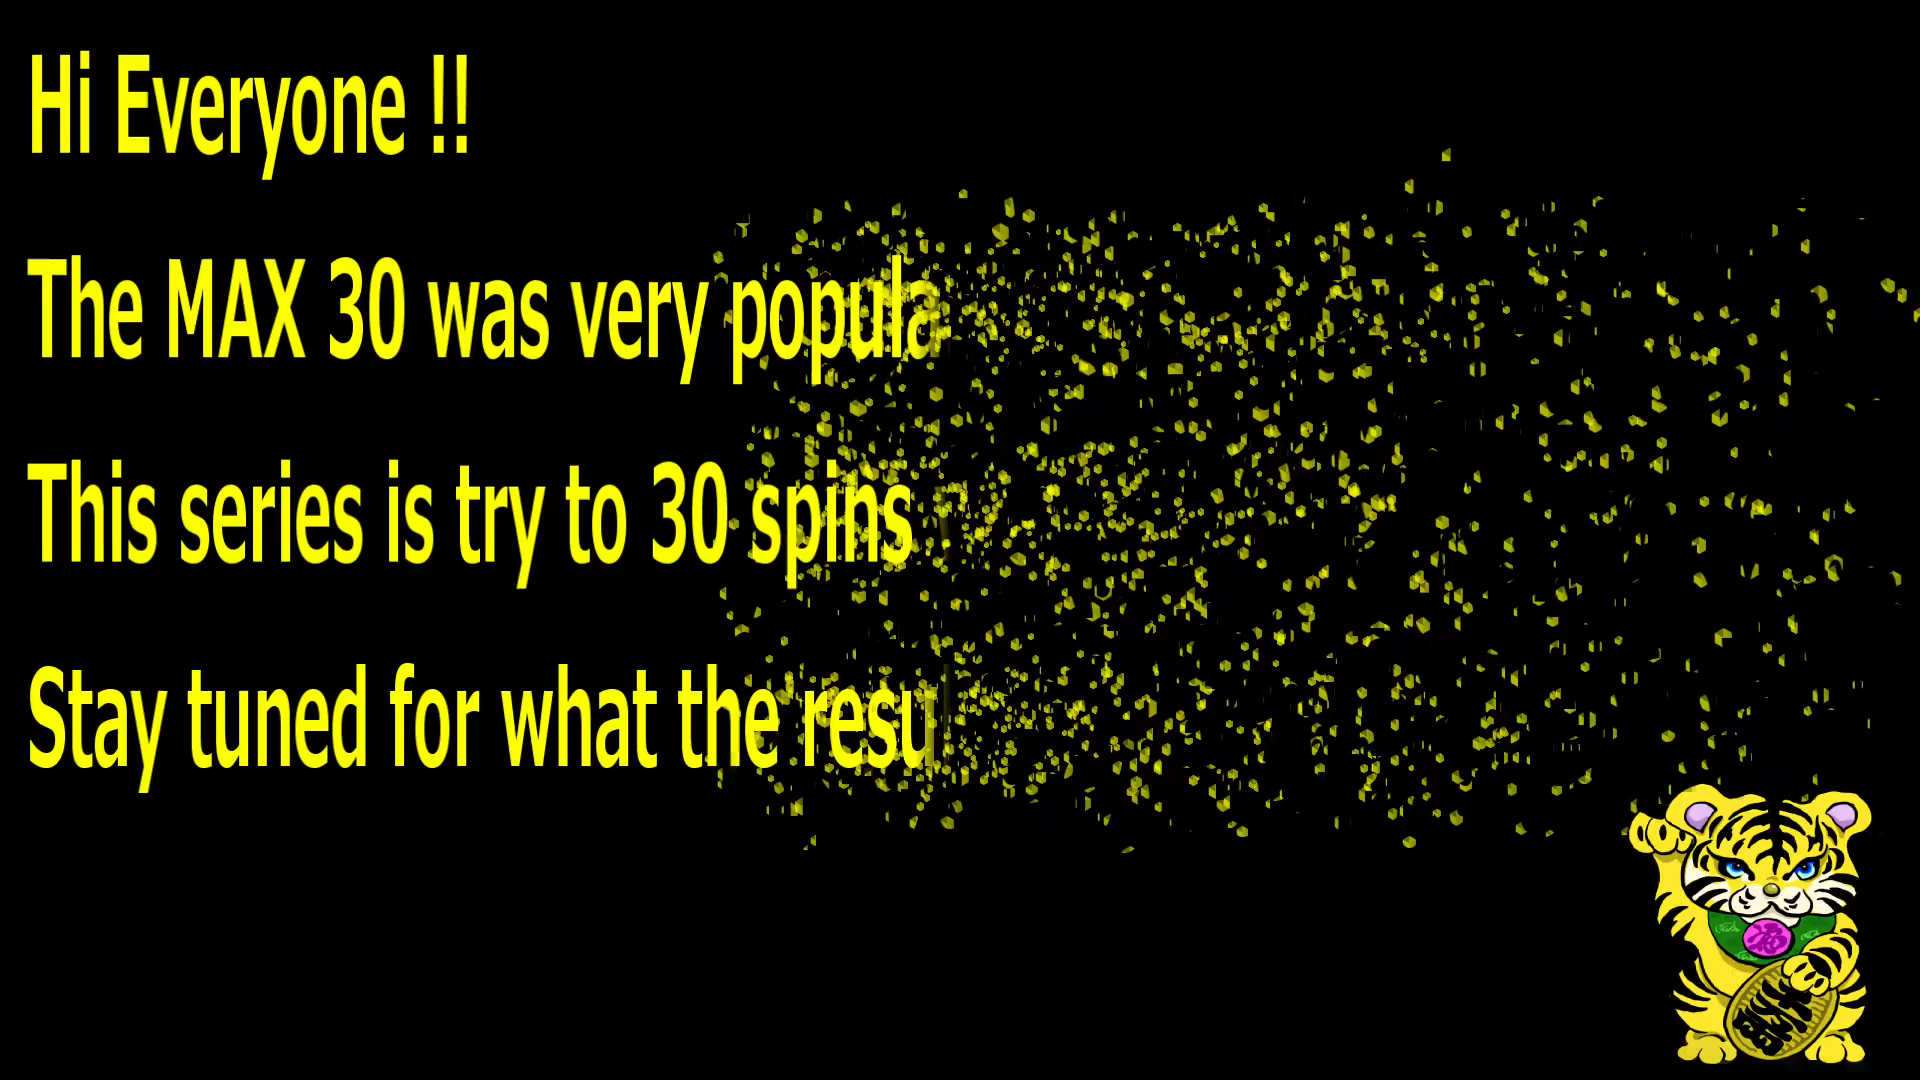 Hi Everyone !!
The MAX 30 was very popula
This series is try to 30 spins
Stay tuned for what the resu
福